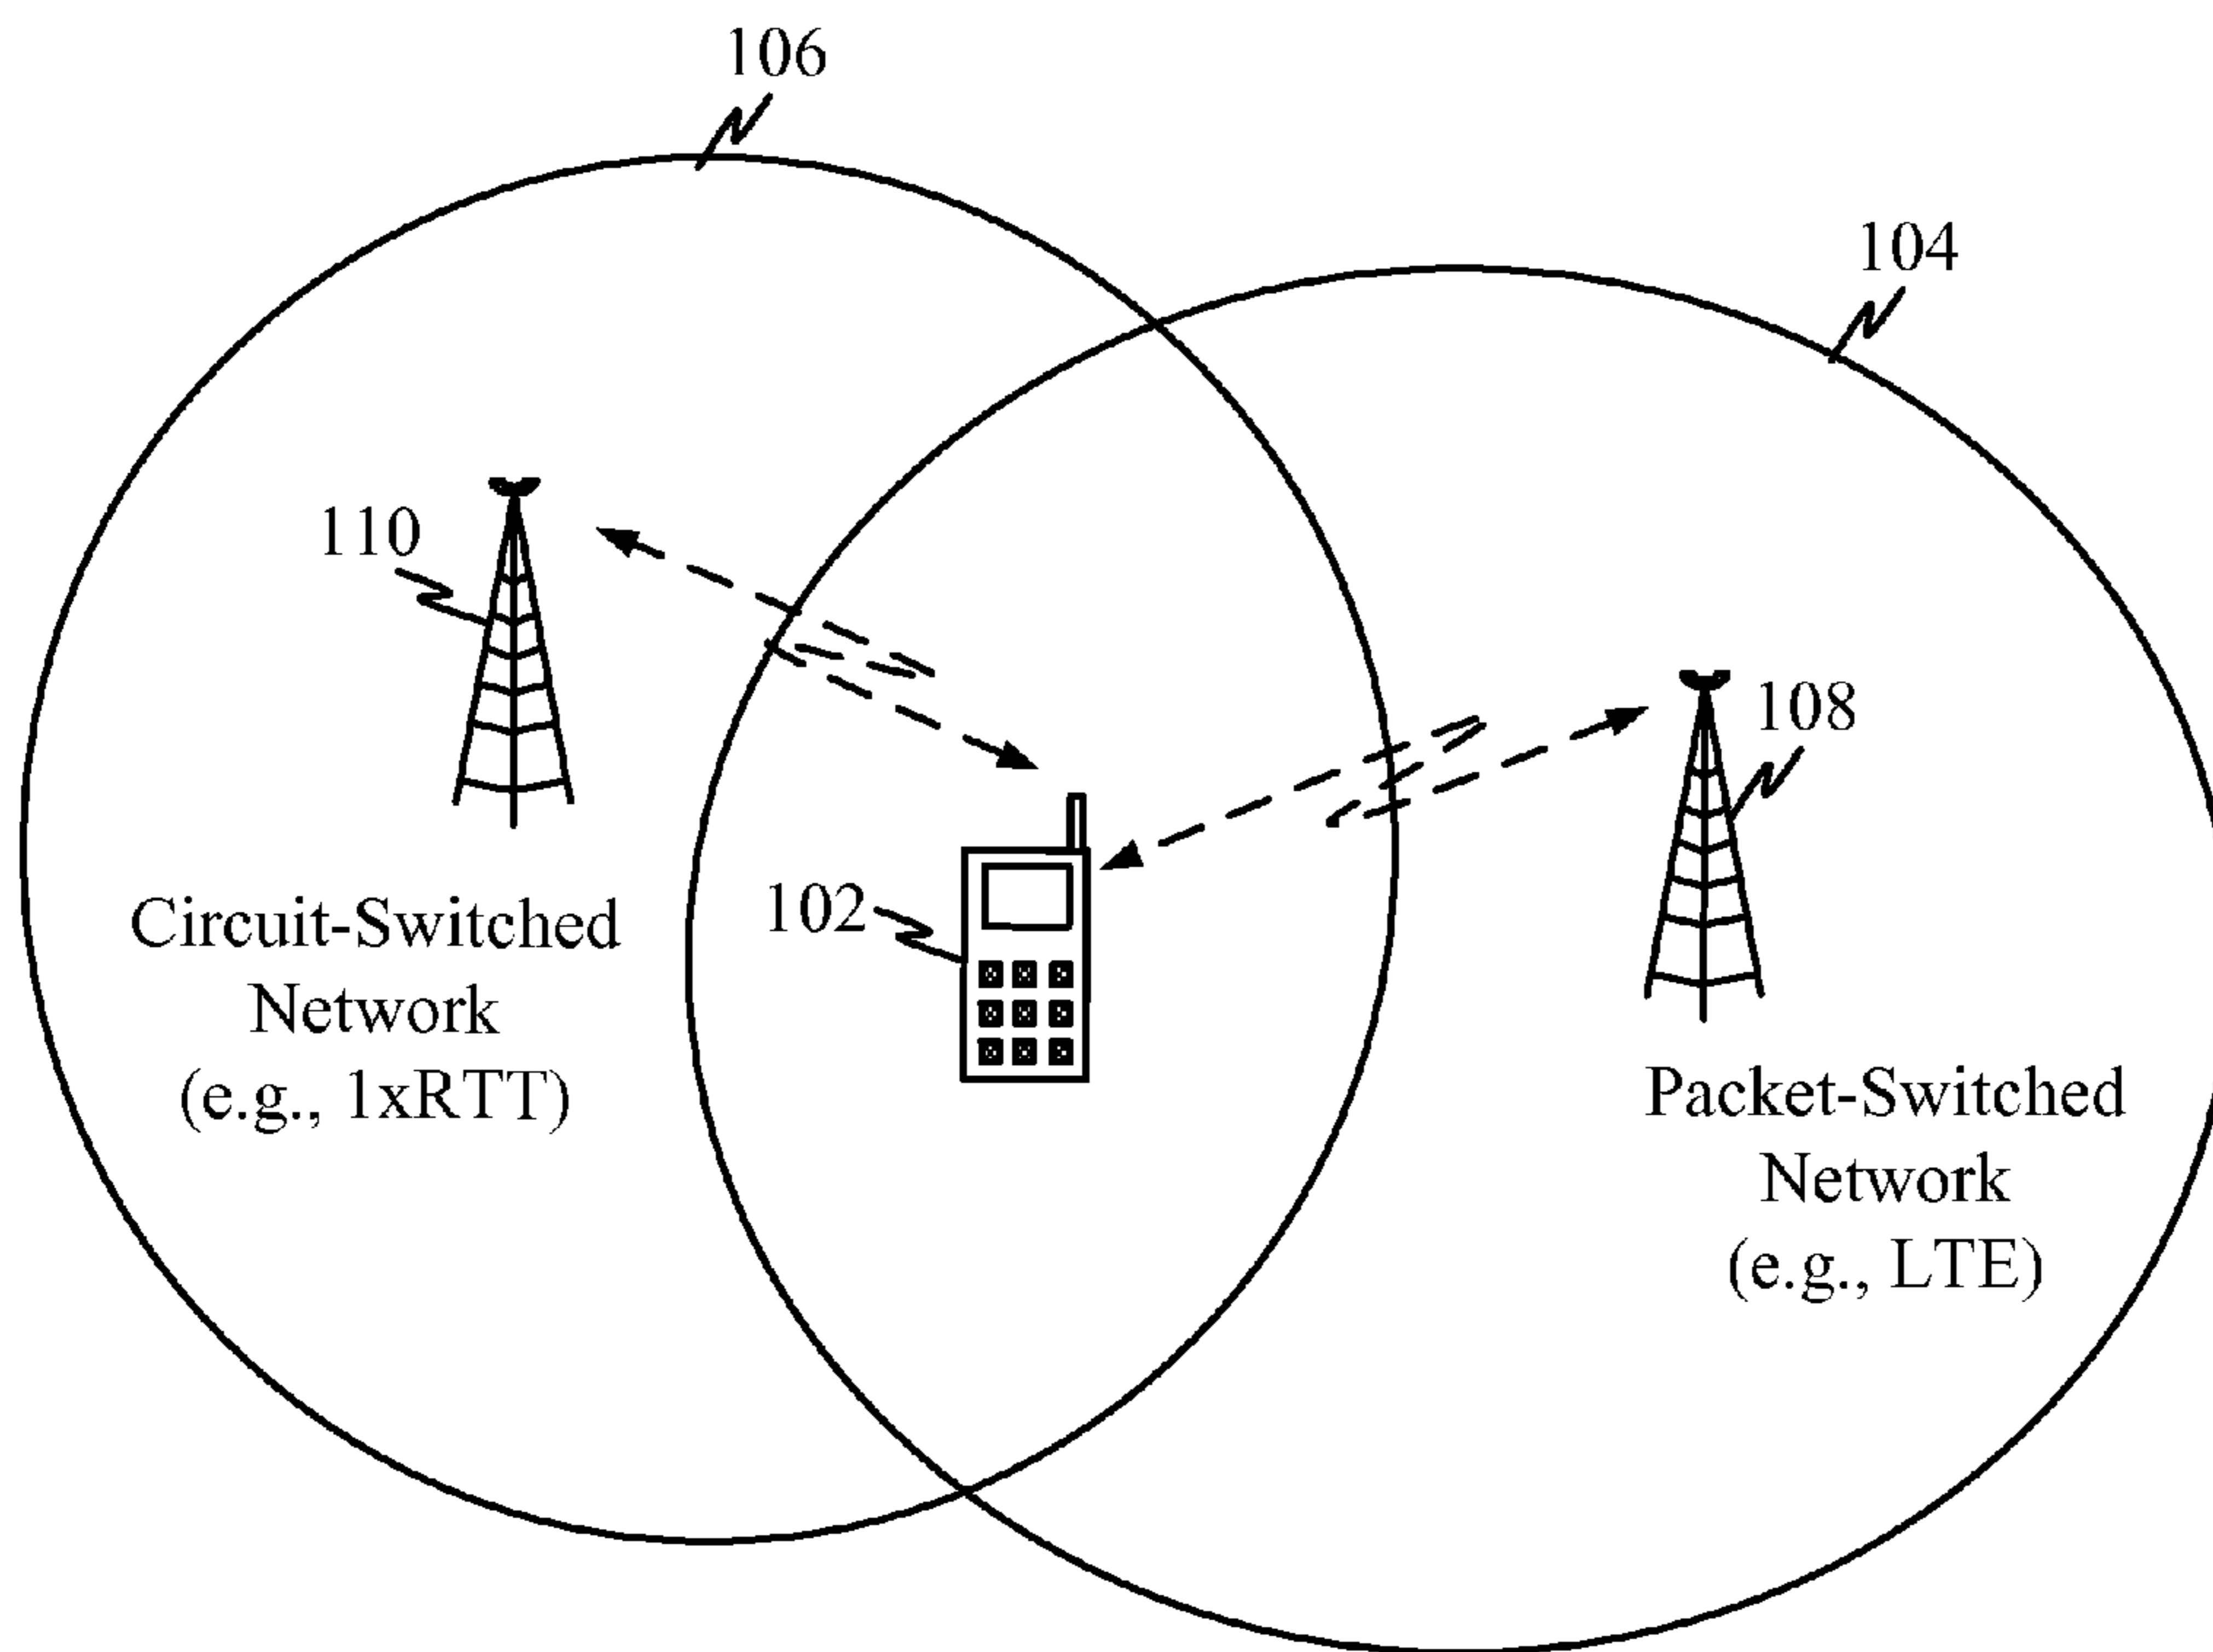 106
104
110
108
102
Circuit-Switched
Network
(e.g., 1xRTT)
Packet-Switched
Network
(e.g., LTE)